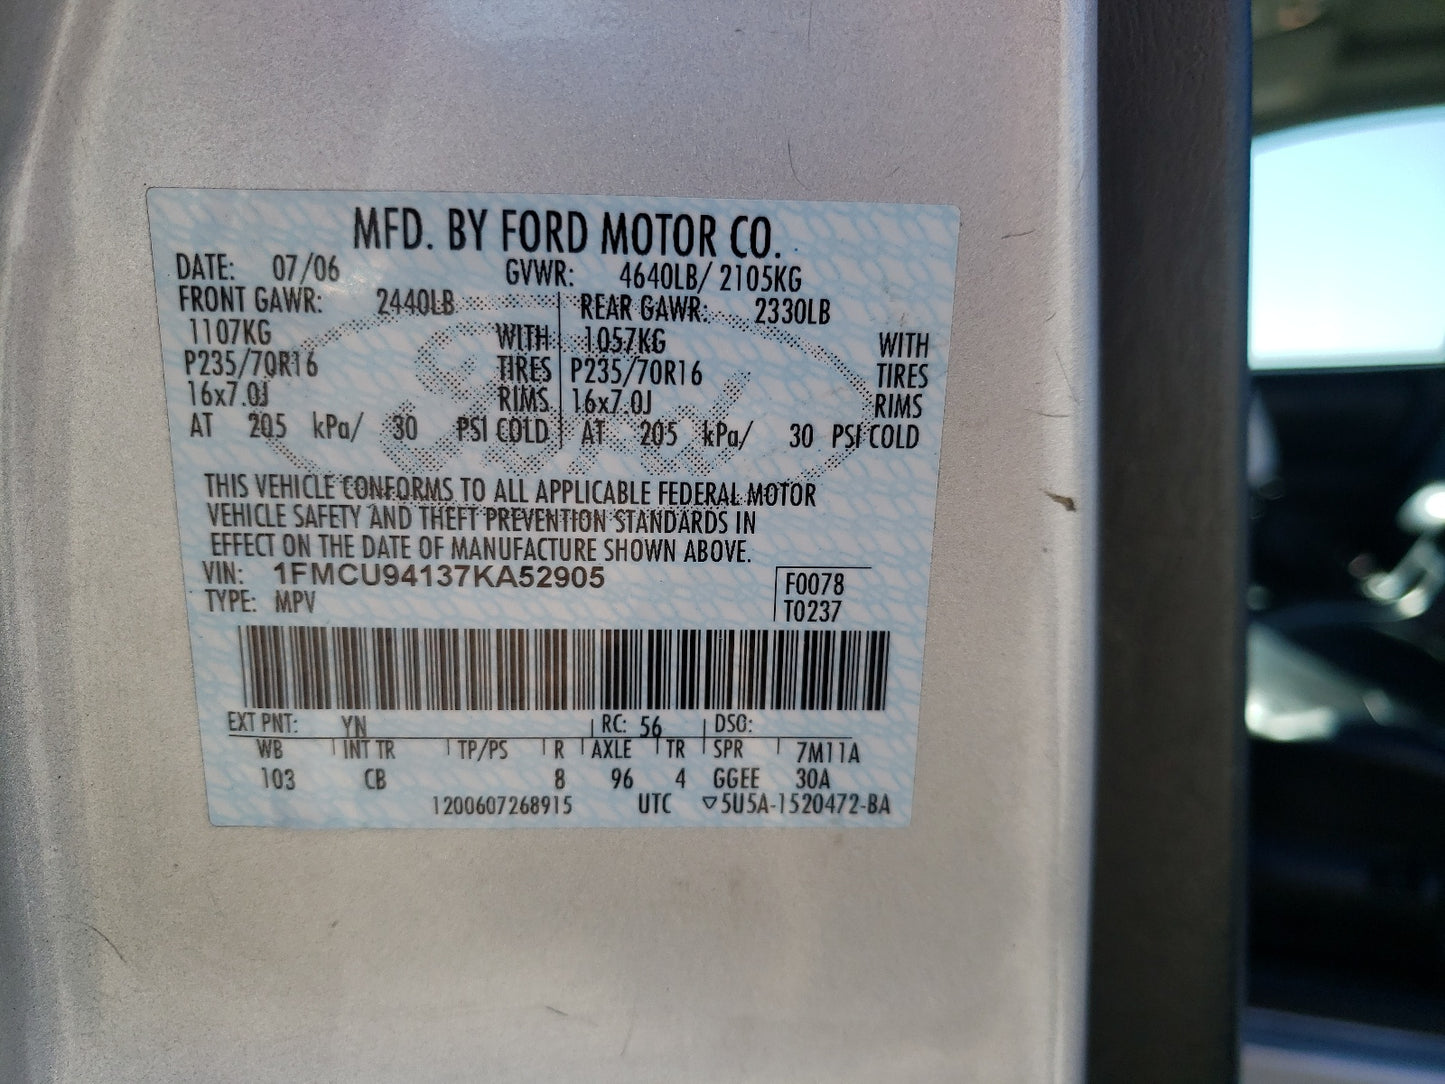 MFD. BY FORD MOTOR CO.
DATE: 07/06 GVWR: 4640LB/ 2105KG
FRONT GAWR: 2440LB REAR GAWR: 2330LB
1107KG WITH 1057KG WITH
P235/70R16 TIRES P235/70R16 TIRES
16x7.0J RIMS 16x7.0J RIMS
AT 205 kPa/ 30 PSI COLD AT 205 kPa/ 30 PSI COLD
Ford
THIS VEHICLE CONFORMS TO ALL APPLICABLE FEDERAL MOTOR
VEHICLE SAFETY AND THEFT PREVENTION STANDARDS IN
EFFECT ON THE DATE OF MANUFACTURE SHOWN ABOVE.
VIN: 1FMCU94137KA52905 F0078
TYPE: MPV T0237
EXT PNT: YN RC: 56 DSO:
WB INT TR TP/PS R AXLE TR SPR 7M11A
103 CB 8 96 4 GGEE 30A
1200607268915 UTC ▽5U5A-1520472-BA